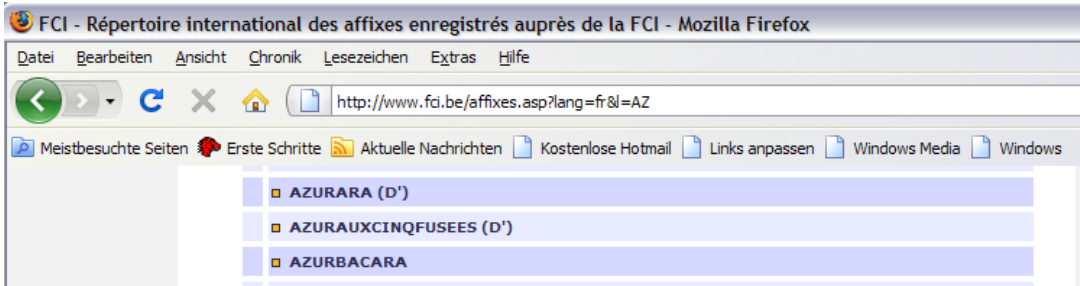 FCI - Répertoire international des affixes enregistrés auprès de la FCI - Mozilla Firefox
Datei Bearbeiten Ansicht Chronik Lesezeichen Extras Hilfe
http://www.fci.be/affixes.asp?lang=fr&l=AZ
Meistbesuchte Seiten Erste Schritte Aktuelle Nachrichten Kostenlose Hotmail Links anpassen Windows Media Windows
AZURARA (D')
AZURAUXCINQFUSEES (D')
AZURBACARA